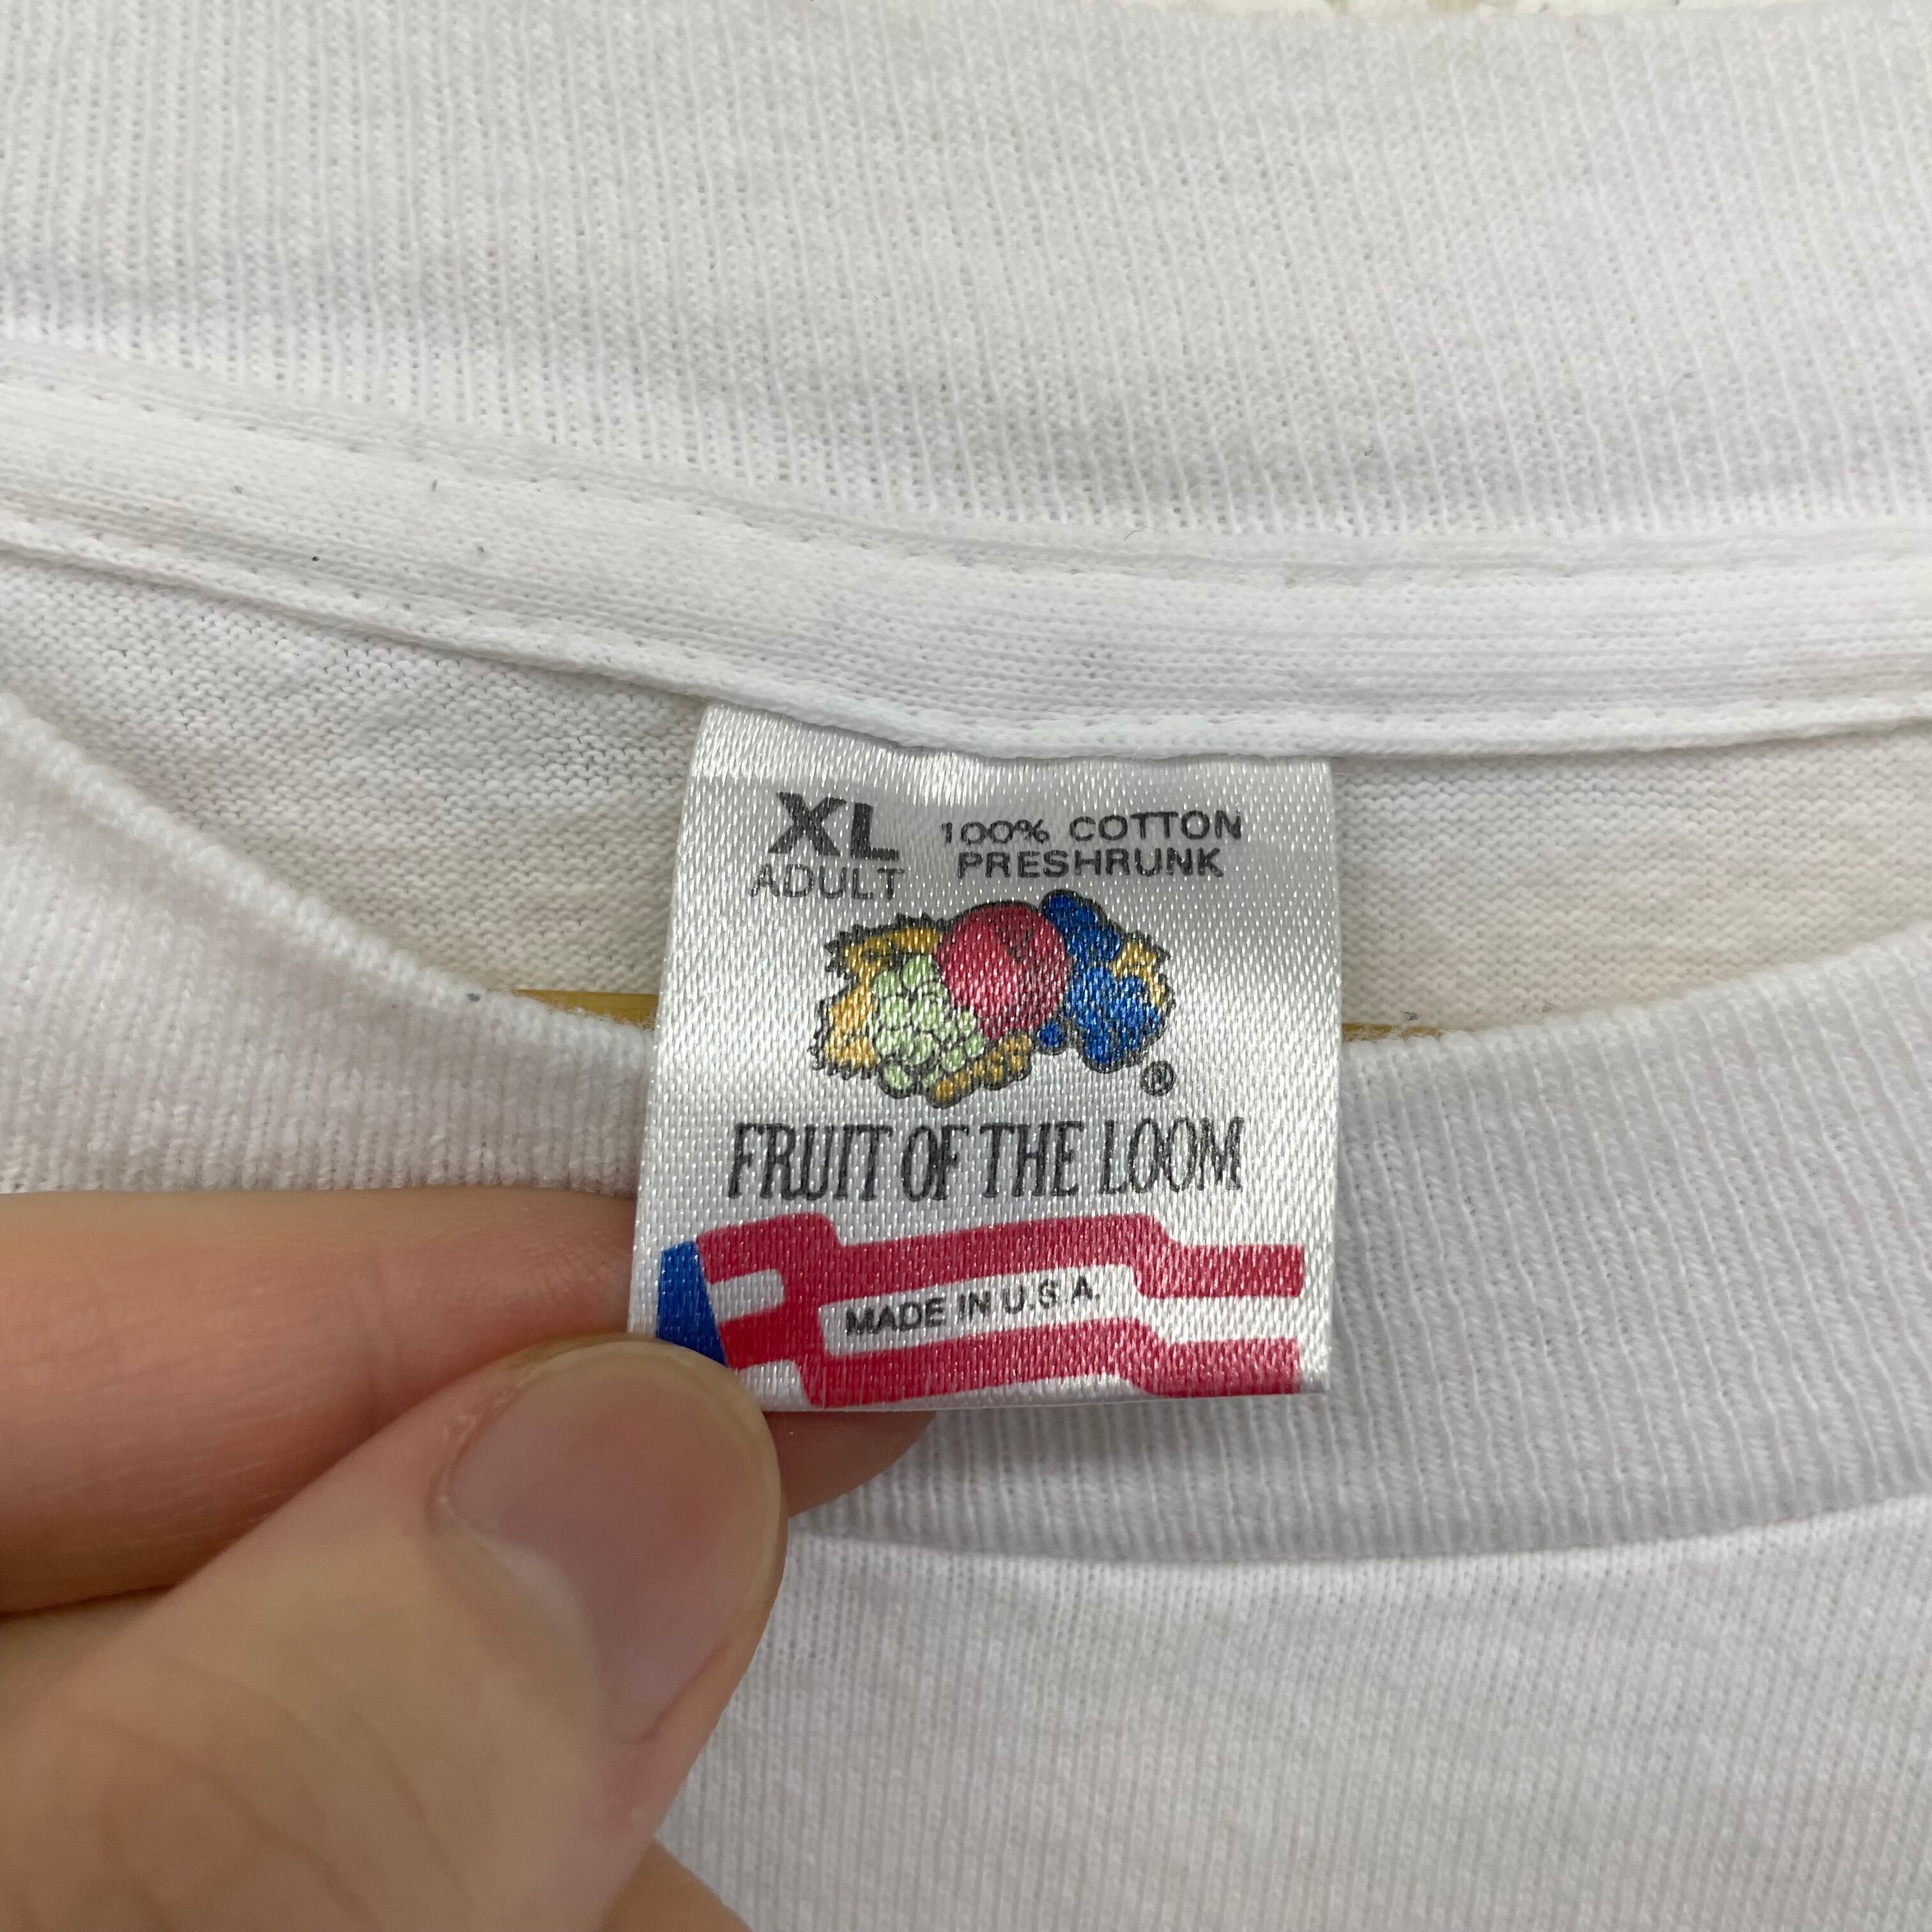 XL
ADULT
100% COTTON
PRESHRUNK
®
FRUIT OF THE LOOM
MADE IN U.S.A.